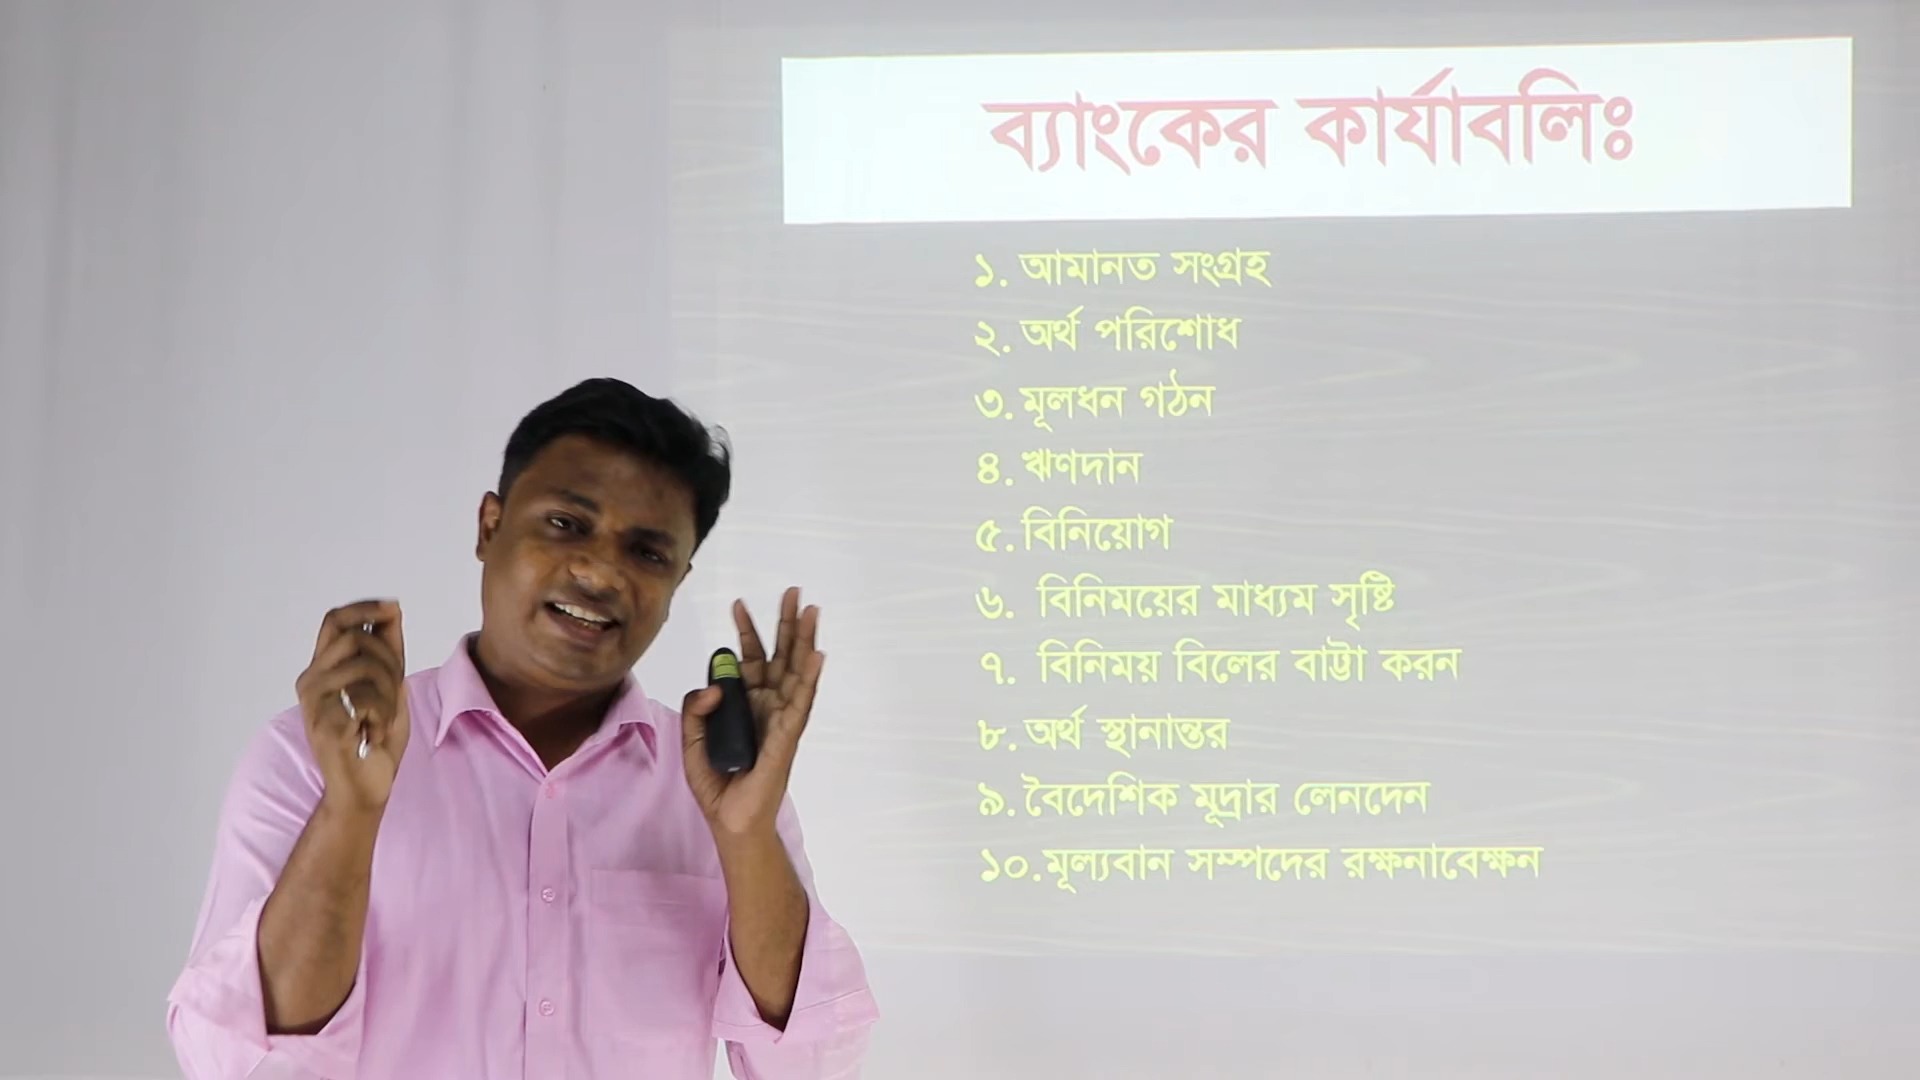 ব্যাংকের কার্যাবলিঃ
১. আমানত সংগ্রহ
২. অর্থ পরিশোধ
৩. মূলধন গঠন
৪. ঋণদান
৫. বিনিয়োগ
৬. বিনিময়ের মাধ্যম সৃষ্টি
৭. বিনিময় বিলের বাট্টা করন
৮. অর্থ স্থানান্তর
৯. বৈদেশিক মূদ্রার লেনদেন
১০. মূল্যবান সম্পদের রক্ষনাবেক্ষন